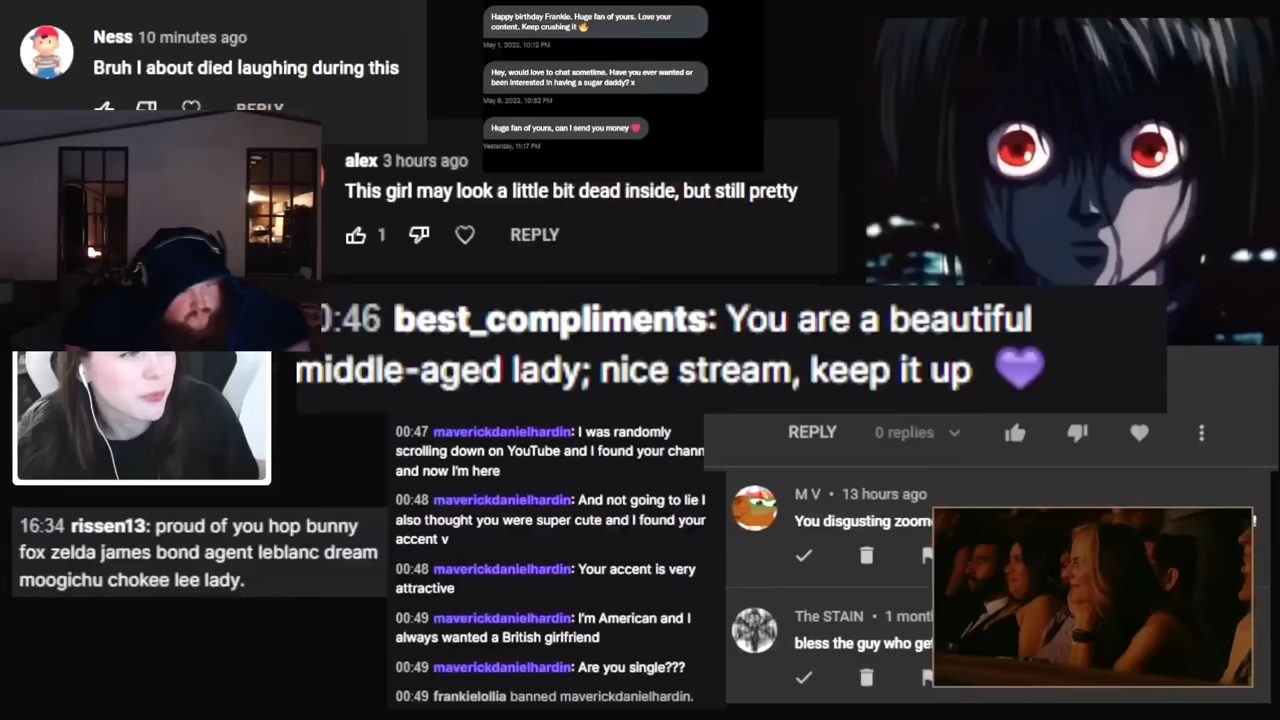 Ness 10 minutes ago
Bruh I about died laughing during this
REPLY
Happy birthday Frankie. Huge fan of yours. Love your
content. Keep crushing it 🔥
May 1, 2022, 10:12 PM
Hey, would love to chat sometime. Have you ever wanted or
been interested in having a sugar daddy? x
May 9, 2022, 10:52 PM
Huge fan of yours, can I send you money ❤️
Yesterday, 11:17 PM
alex 3 hours ago
This girl may look a little bit dead inside, but still pretty
1 REPLY
0:46 best_compliments: You are a beautiful
middle-aged lady; nice stream, keep it up 💜
16:34 rissen13: proud of you hop bunny
fox zelda james bond agent leblanc dream
moogichu chokee lee lady.
00:47 maverickdanielhardin: I was randomly
scrolling down on YouTube and I found your chann
and now I'm here
00:48 maverickdanielhardin: And not going to lie I
also thought you were super cute and I found your
accent v
00:48 maverickdanielhardin: Your accent is very
attractive
00:49 maverickdanielhardin: I'm American and I
always wanted a British girlfriend
00:49 maverickdanielhardin: Are you single???
00:49 frankielollia banned maverickdanielhardin.
REPLY 0 replies
M V • 13 hours ago
You disgusting zoom
The STAIN • 1 mont
bless the guy who ge